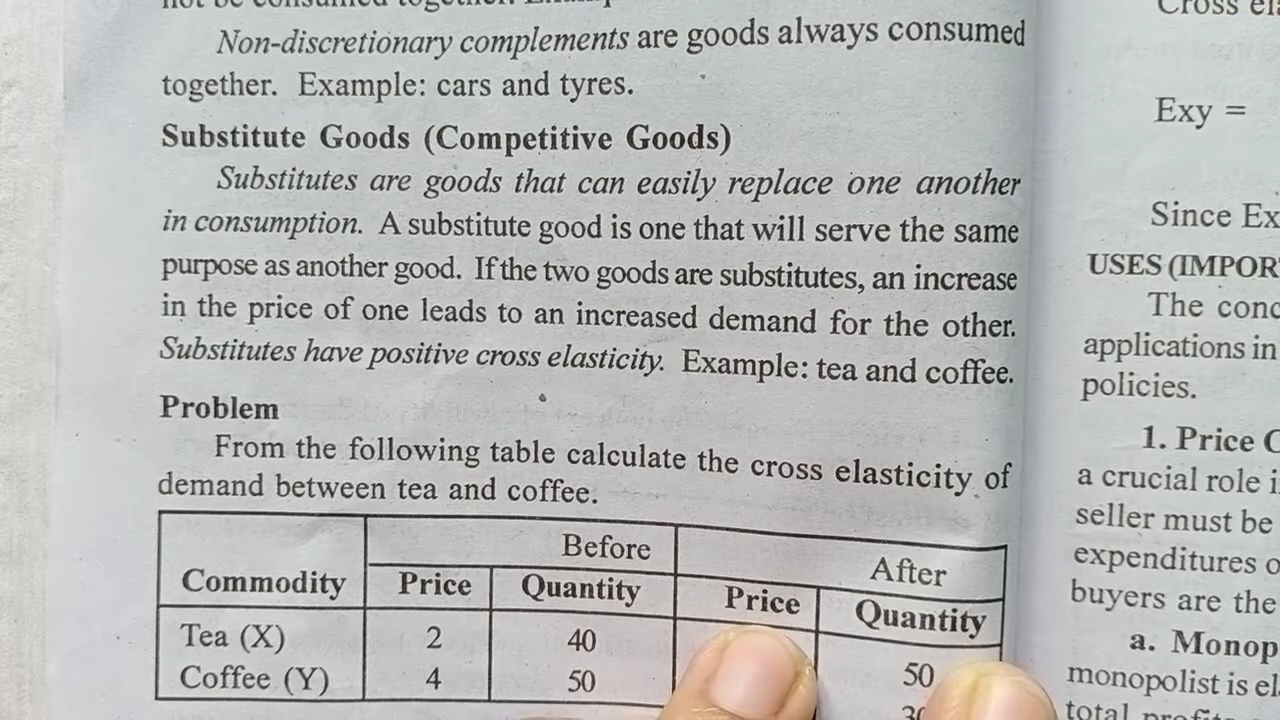 Non-discretionary complements are goods always consumed
together. Example: cars and tyres.
Substitute Goods (Competitive Goods)
Substitutes are goods that can easily replace one another
in consumption. A substitute good is one that will serve the same
purpose as another good. If the two goods are substitutes, an increase
in the price of one leads to an increased demand for the other.
Substitutes have positive cross elasticity. Example: tea and coffee.
Problem
From the following table calculate the cross elasticity of
demand between tea and coffee.
Before After
Commodity Price Quantity Price Quantity
Tea (X) 2 40 50
Coffee (Y) 4 50
Cross
Exy =
Since Ex
USES (IMPOR
The conc
applications in
policies.
1. Price C
a crucial role i
seller must be
expenditures o
buyers are the
a. Monop
monopolist is el
total profits